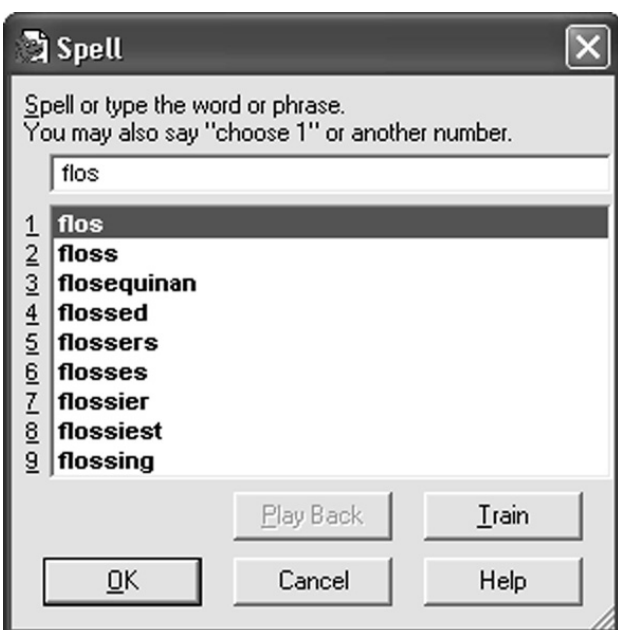 Spell
Spell or type the word or phrase.
You may also say "choose 1" or another number.
flos
1 flos
2 floss
3 flosequinan
4 flossed
5 flossers
6 flosses
7 flossier
8 flossiest
9 flossing
Play Back Train
OK Cancel Help